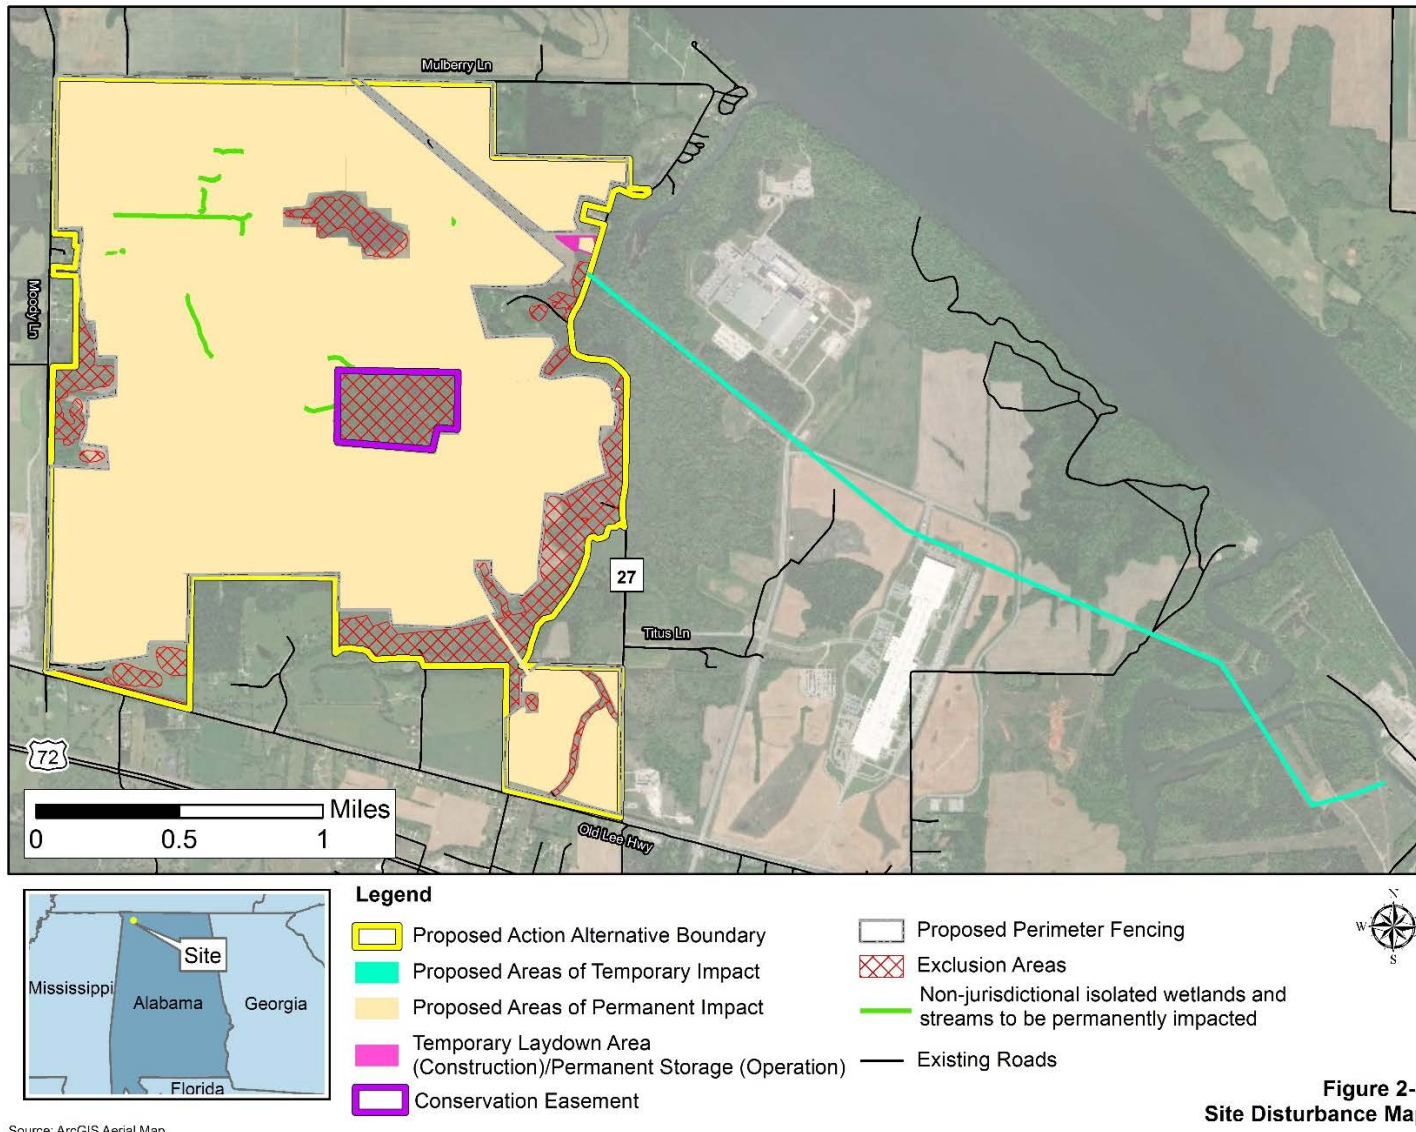 Mulberry Ln
Moody Ln
27
Titus Ln
72
Old Lee Hwy
Miles
0 0.5 1
Site
Mississippi
Alabama
Georgia
Florida
Legend
Proposed Action Alternative Boundary
Proposed Areas of Temporary Impact
Proposed Areas of Permanent Impact
Temporary Laydown Area
(Construction)/Permanent Storage (Operation)
Conservation Easement
Proposed Perimeter Fencing
Exclusion Areas
Non-jurisdictional isolated wetlands and
streams to be permanently impacted
Existing Roads
N
W
S
Figure 2-
Site Disturbance Ma
Source: ArcGIS Aerial Map